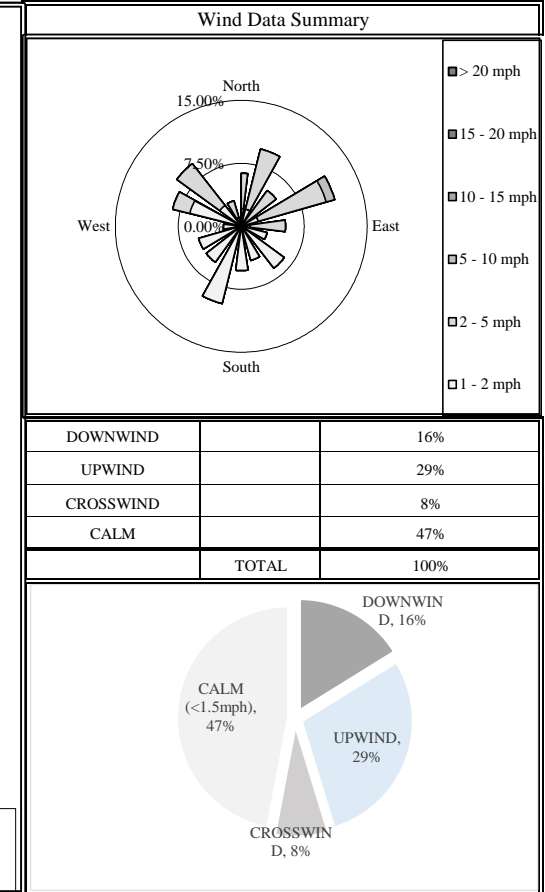 Wind Data Summary
North
15.00%
7.50%
0.00%
West
East
South
> 20 mph
15 - 20 mph
10 - 15 mph
5 - 10 mph
2 - 5 mph
1 - 2 mph
DOWNWIND 16%
UPWIND 29%
CROSSWIND 8%
CALM 47%
TOTAL 100%
DOWNWIN
D, 16%
CALM
(<1.5mph),
47%
UPWIND,
29%
CROSSWIN
D, 8%